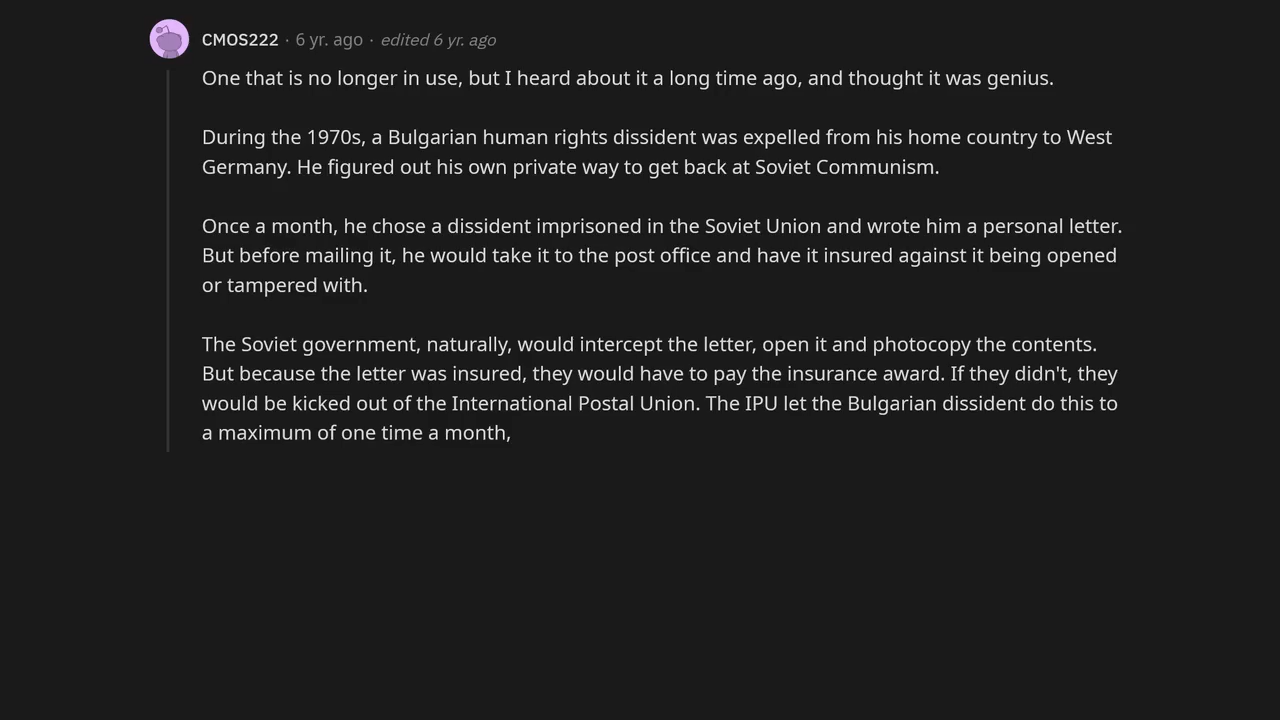 CMOS222 · 6 yr. ago · edited 6 yr. ago
One that is no longer in use, but I heard about it a long time ago, and thought it was genius.
During the 1970s, a Bulgarian human rights dissident was expelled from his home country to West
Germany. He figured out his own private way to get back at Soviet Communism.
Once a month, he chose a dissident imprisoned in the Soviet Union and wrote him a personal letter.
But before mailing it, he would take it to the post office and have it insured against it being opened
or tampered with.
The Soviet government, naturally, would intercept the letter, open it and photocopy the contents.
But because the letter was insured, they would have to pay the insurance award. If they didn't, they
would be kicked out of the International Postal Union. The IPU let the Bulgarian dissident do this to
a maximum of one time a month,